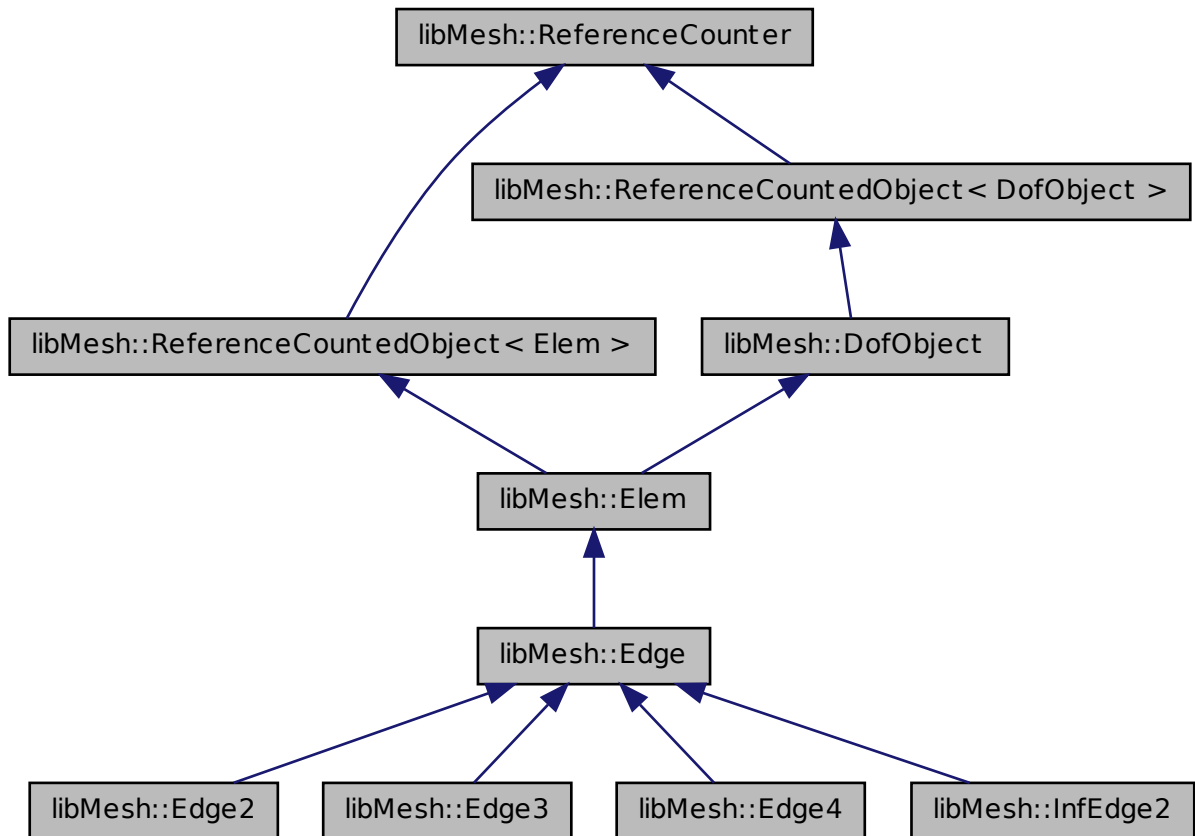 libMesh::ReferenceCounter
libMesh::ReferenceCountedObject< DofObject >
libMesh::ReferenceCountedObject< Elem >
libMesh::DofObject
libMesh::Elem
libMesh::Edge
libMesh::Edge2
libMesh::Edge3
libMesh::Edge4
libMesh::InfEdge2